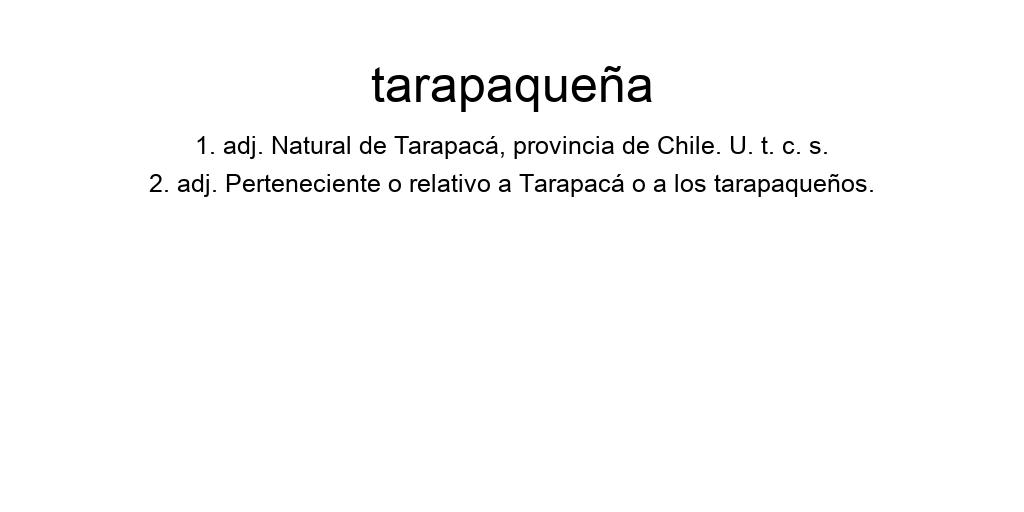 tarapaqueña
1. adj. Natural de Tarapacá, provincia de Chile. U. t. c. s.
2. adj. Perteneciente o relativo a Tarapacá o a los tarapaqueños.